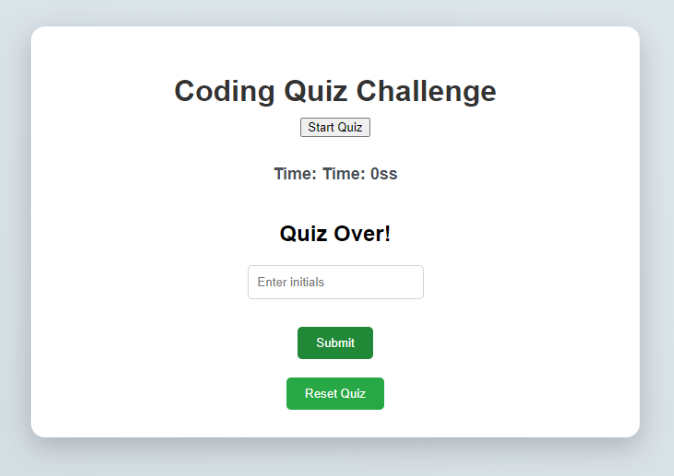 Coding Quiz Challenge
Start Quiz
Time: Time: 0ss
Quiz Over!
Enter initials
Submit
Reset Quiz